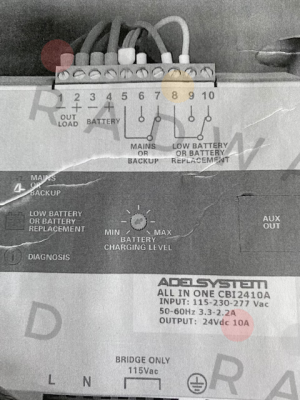 1 2 3 4 5 6 7 8 9 10
- + - +
OUT
LOAD
BATTERY
MAINS
OR
BACKUP
LOW BATTERY
OR BATTERY
REPLACEMENT
MAINS
OR
BACKUP
LOW BATTERY
OR BATTERY
REPLACEMENT
DIAGNOSIS
MIN MAX
BATTERY
CHARGING LEVEL
AUX
OUT
ADELSYSTEM
ALL IN ONE CBI2410A
INPUT: 115-230-277 Vac
50-60Hz 3.3-2.2A
OUTPUT: 24Vdc 10A
BRIDGE ONLY
115Vac
L N